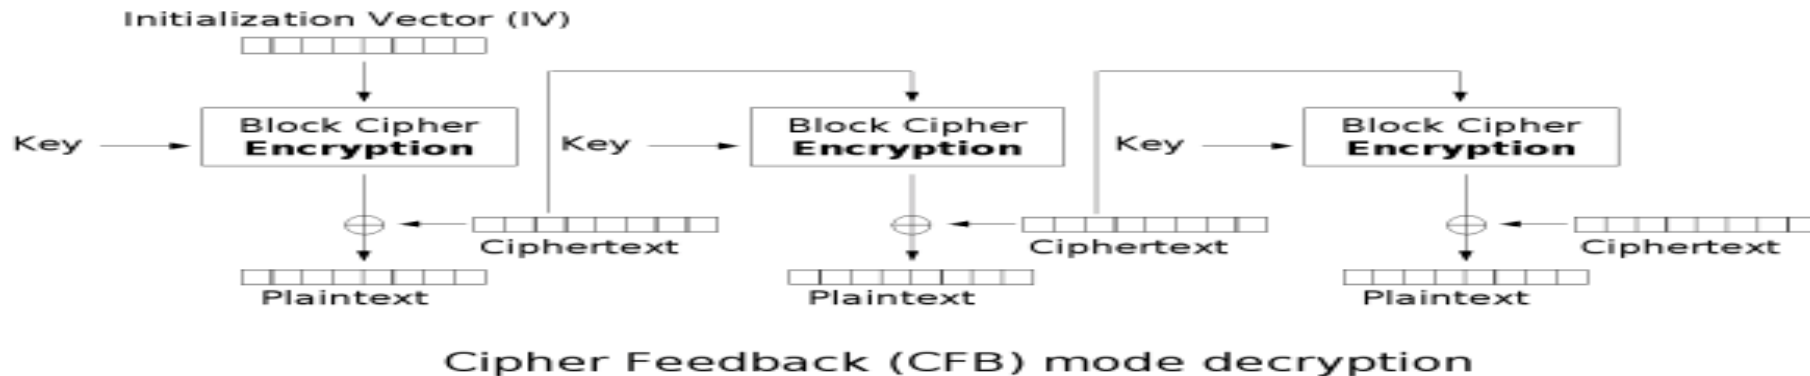 Initialization Vector (IV)
Key
Block Cipher
Encryption
Key
Block Cipher
Encryption
Key
Block Cipher
Encryption
Ciphertext
Ciphertext
Ciphertext
Plaintext
Plaintext
Plaintext
Cipher Feedback (CFB) mode decryption